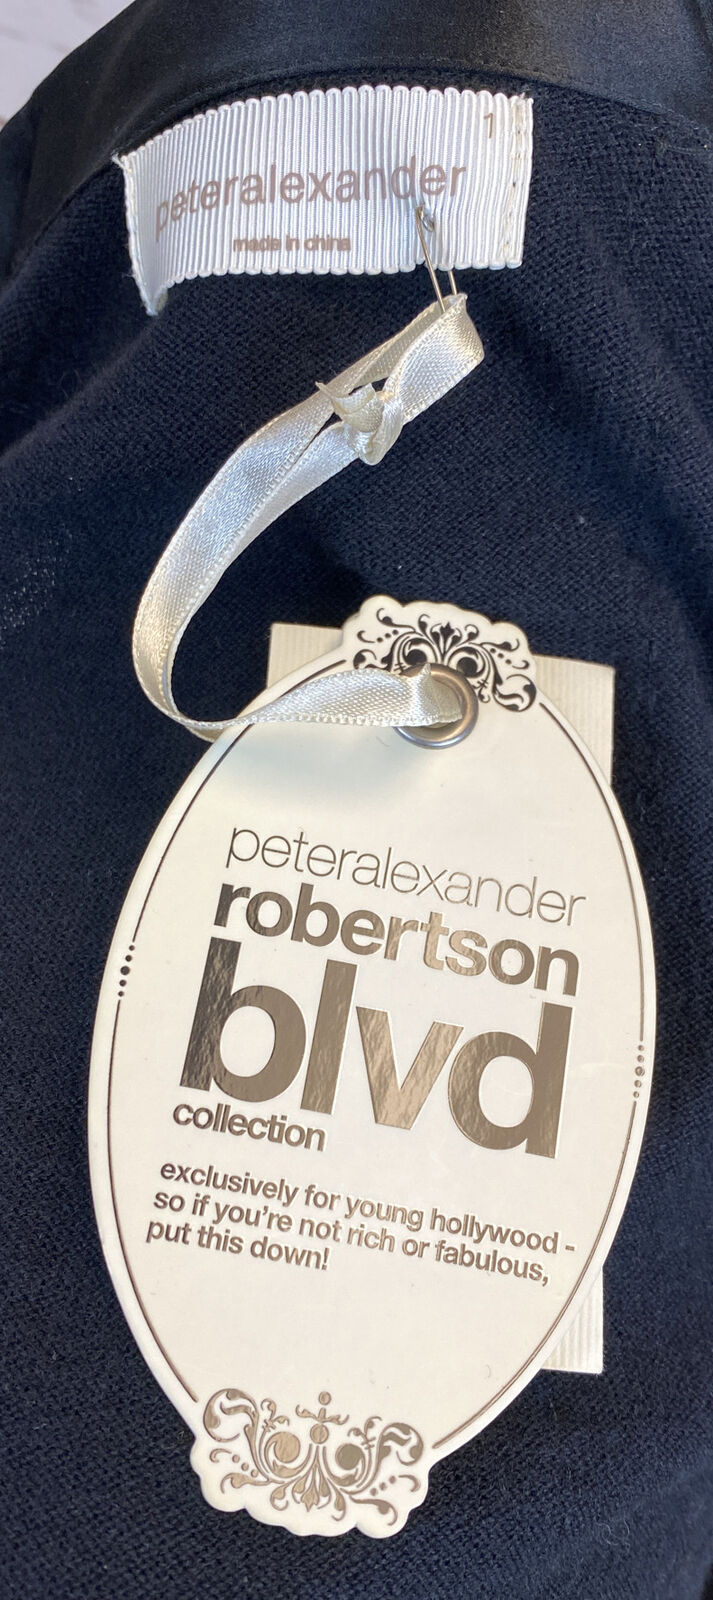 1
peteralexander
made in china
peteralexander
robertson
blvd
collection
exclusively for young hollywood -
so if you're not rich or fabulous,
put this down!